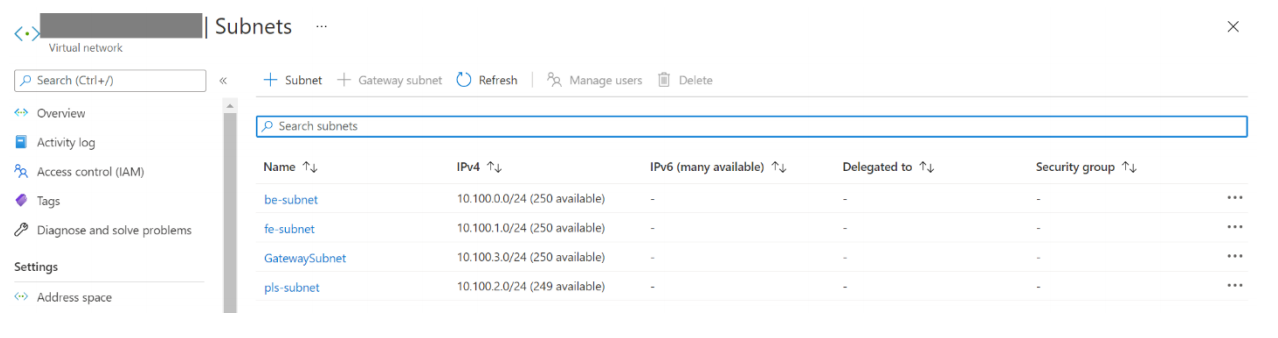 | Subnets ...
Virtual network
Search (Ctrl+/) «
+ Subnet + Gateway subnet Refresh Manage users Delete
Overview
Search subnets
Activity log
Name ↑↓ IPv4 ↑↓ IPv6 (many available) ↑↓ Delegated to ↑↓ Security group ↑↓
Access control (IAM)
be-subnet 10.100.0.0/24 (250 available) - - - ...
Tags
fe-subnet 10.100.1.0/24 (250 available) - - - ...
Diagnose and solve problems
GatewaySubnet 10.100.3.0/24 (250 available) - - - ...
Settings
pls-subnet 10.100.2.0/24 (249 available) - - - ...
Address space